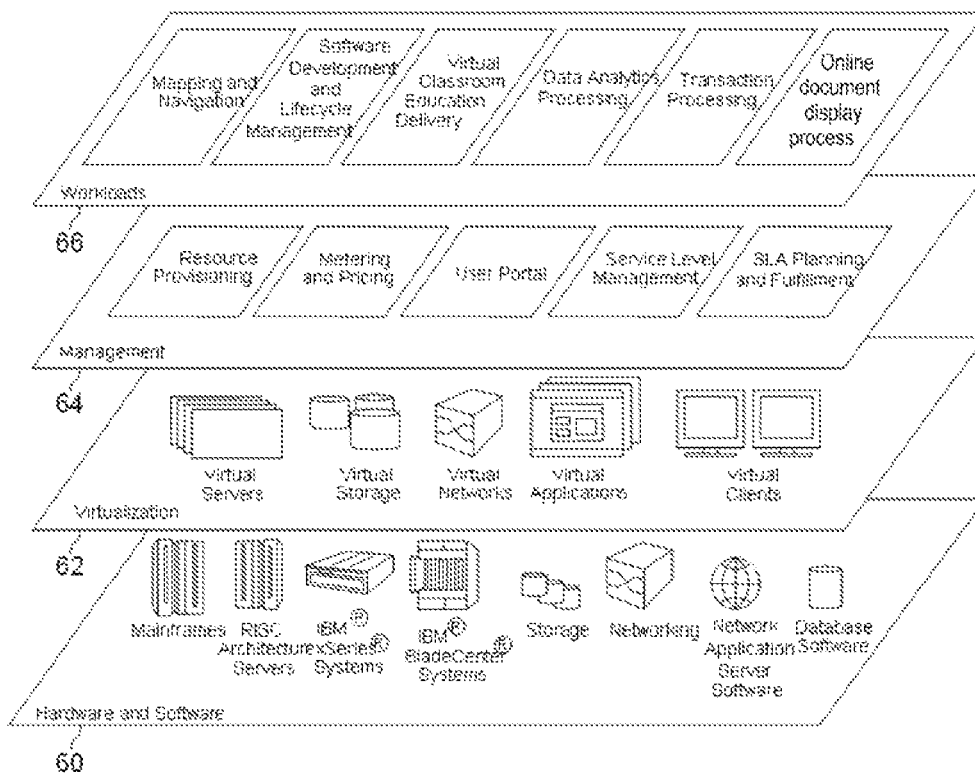 Mapping and
Navigation
Software
Development
and
Lifecycle
Management
Virtual
Classroom
Education
Delivery
Data Analytics
Processing
Transaction
Processing
Online
document
display
process
Workloads
66
Resource
Provisioning
Metering
and Pricing
User Portal
Service Level
Management
SLA Planning
and Fulfillment
Management
64
Virtual
Servers
Virtual
Storage
Virtual
Networks
Virtual
Applications
Virtual
Clients
Virtualization
62
Mainframes
RISC
Architecture
Servers
IBM®
xSeries®
Systems
IBM®
BladeCenter®
Systems
Storage
Networking
Network
Application
Server
Software
Database
Software
Hardware and Software
60